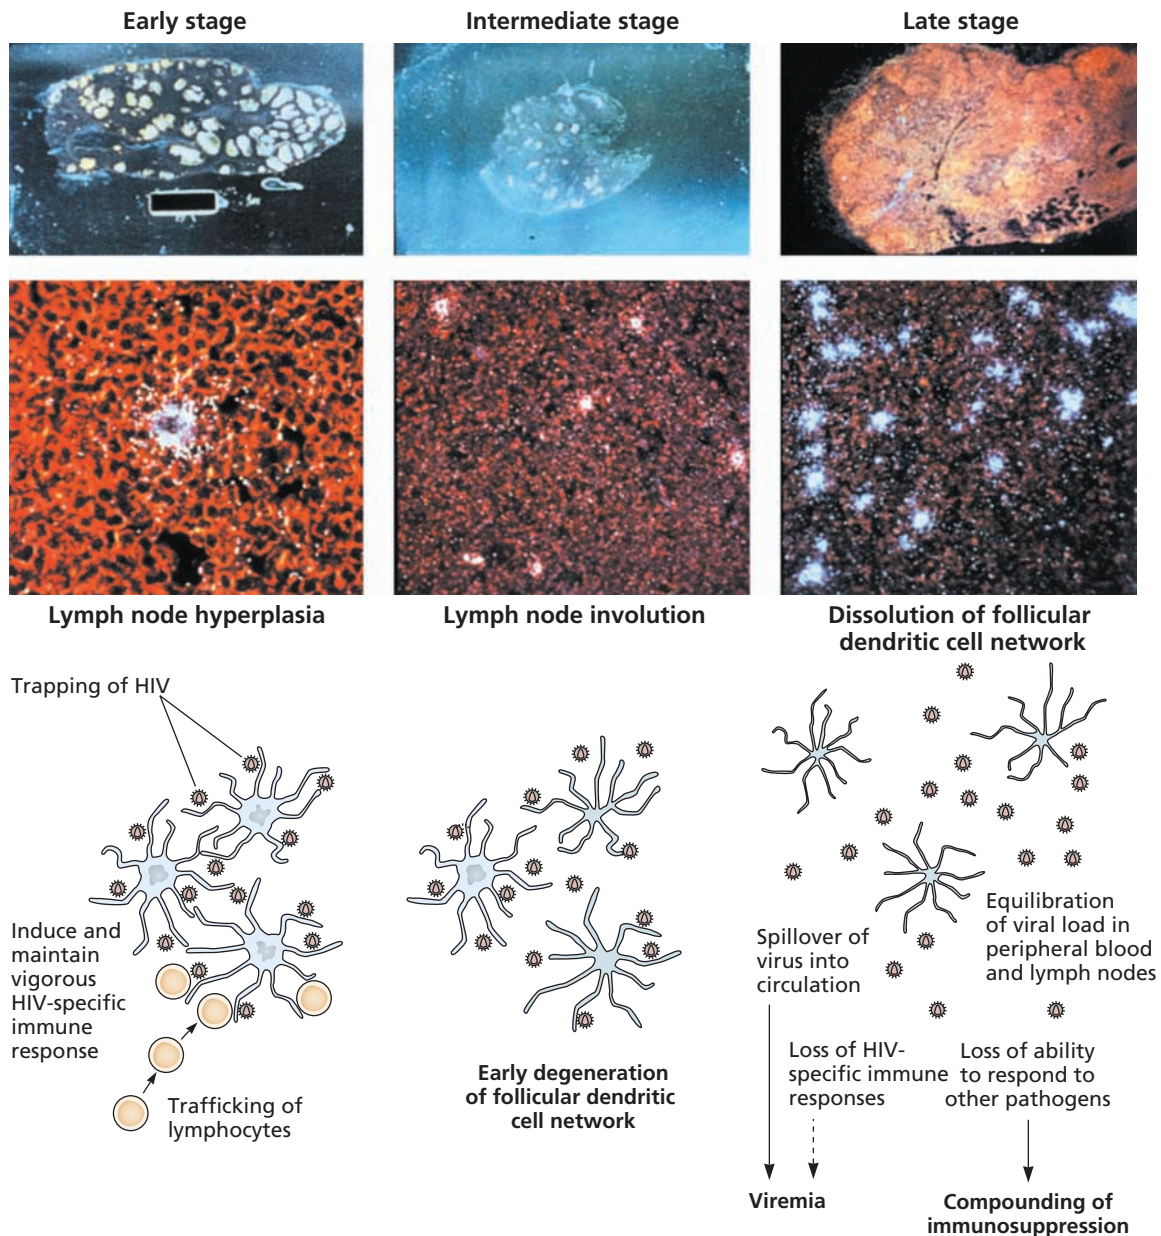 Early stage
Intermediate stage
Late stage
Lymph node hyperplasia
Lymph node involution
Dissolution of follicular
dendritic cell network
Trapping of HIV
Induce and
maintain
vigorous
HIV-specific
immune
response
Trafficking of
lymphocytes
Early degeneration
of follicular dendritic
cell network
Spillover of
virus into
circulation
Equilibration
of viral load in
peripheral blood
and lymph nodes
Loss of HIV-
specific immune
responses
Loss of ability
to respond to
other pathogens
Viremia
Compounding of
immunosuppression